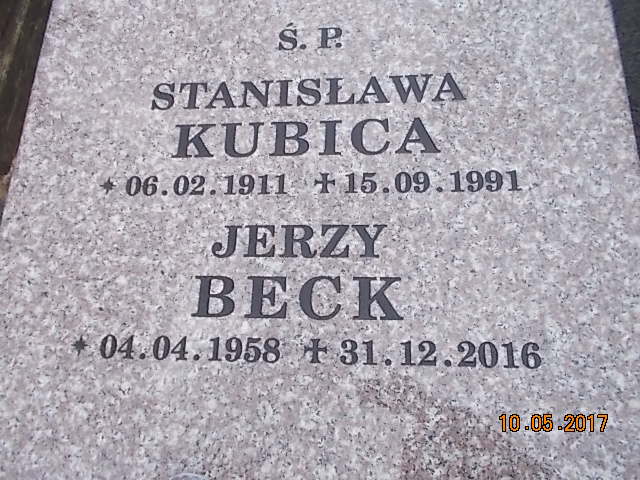 Ś. P.
STANISŁAWA
KUBICA
* 06.02.1911 ✝ 15.09.1991
JERZY
BECK
* 04.04.1958 ✝ 31.12.2016
10.05.2017